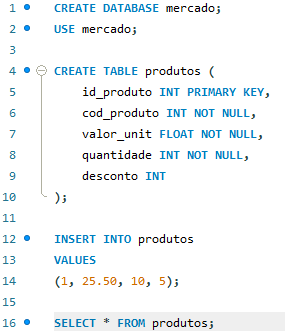 1 CREATE DATABASE mercado;
2 USE mercado;
3
4 CREATE TABLE produtos (
5 id_produto INT PRIMARY KEY,
6 cod_produto INT NOT NULL,
7 valor_unit FLOAT NOT NULL,
8 quantidade INT NOT NULL,
9 desconto INT
10 );
11
12 INSERT INTO produtos
13 VALUES
14 (1, 25.50, 10, 5);
15
16 SELECT * FROM produtos;